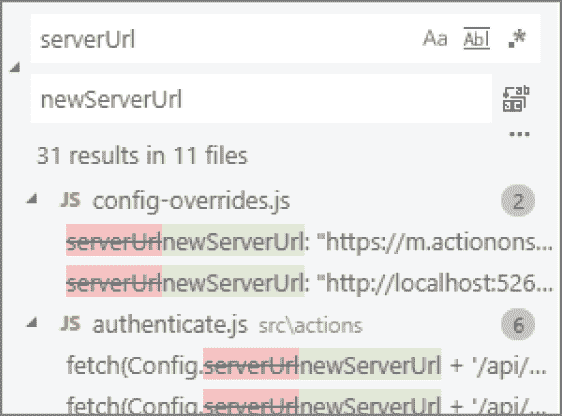 serverUrl Aa Abl .*
newServerUrl
...
31 results in 11 files
JS config-overrides.js 2
serverUrlnewServerUrl: "https://m.actionons...
serverUrlnewServerUrl: "http://localhost:526...
JS authenticate.js src\actions 6
fetch(Config.serverUrlnewServerUrl + '/api/...
fetch(Config.serverUrlnewServerUrl + '/api/...